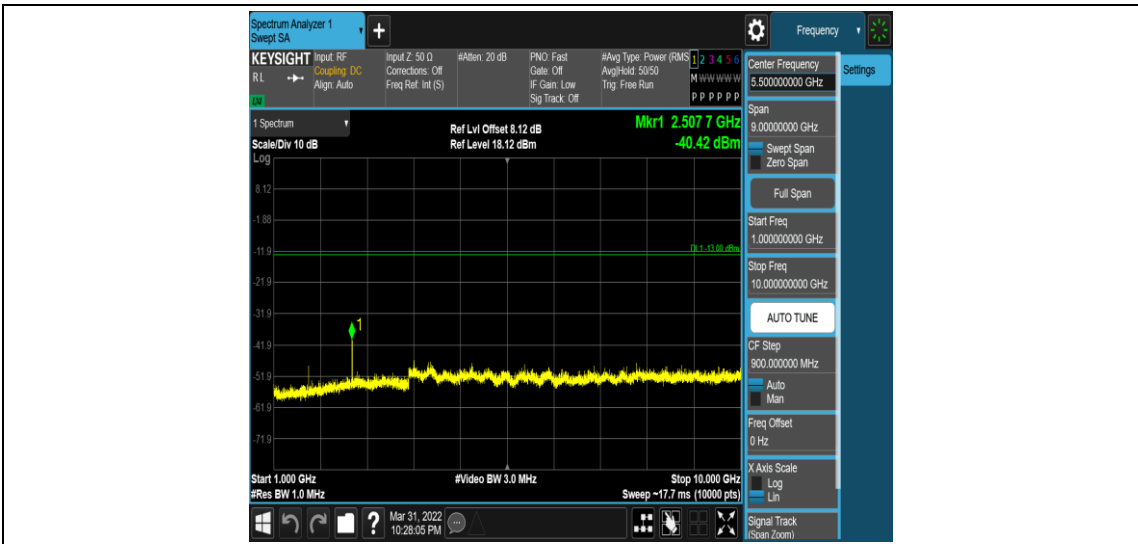 Spectrum Analyzer 1
Swept SA
Frequency
KEYSIGHT
RL
LXI
Input: RF
Coupling: DC
Align: Auto
Input Z: 50 Ω
Corrections: Off
Freq Ref: Int (S)
#Atten: 20 dB
PNO: Fast
Gate: Off
IF Gain: Low
Sig Track: Off
#Avg Type: Power (RMS
Avg|Hold: 50/50
Trig: Free Run
1 2 3 4 5 6
M W W W W W
P P P P P P
1 Spectrum
Scale/Div 10 dB
Log
Ref Lvl Offset 8.12 dB
Ref Level 18.12 dBm
Mkr1 2.507 7 GHz
-40.42 dBm
8.12
-1.88
-11.9
DL1 -13.00 dBm
-21.9
-31.9
1
-41.9
-51.9
-61.9
-71.9
Start 1.000 GHz
#Res BW 1.0 MHz
#Video BW 3.0 MHz
Stop 10.000 GHz
Sweep ~17.7 ms (10000 pts)
Mar 31, 2022
10:28:05 PM
Center Frequency
5.500000000 GHz
Settings
Span
9.00000000 GHz
Swept Span
Zero Span
Full Span
Start Freq
1.000000000 GHz
Stop Freq
10.000000000 GHz
AUTO TUNE
CF Step
900.000000 MHz
Auto
Man
Freq Offset
0 Hz
X Axis Scale
Log
Lin
Signal Track
(Span Zoom)